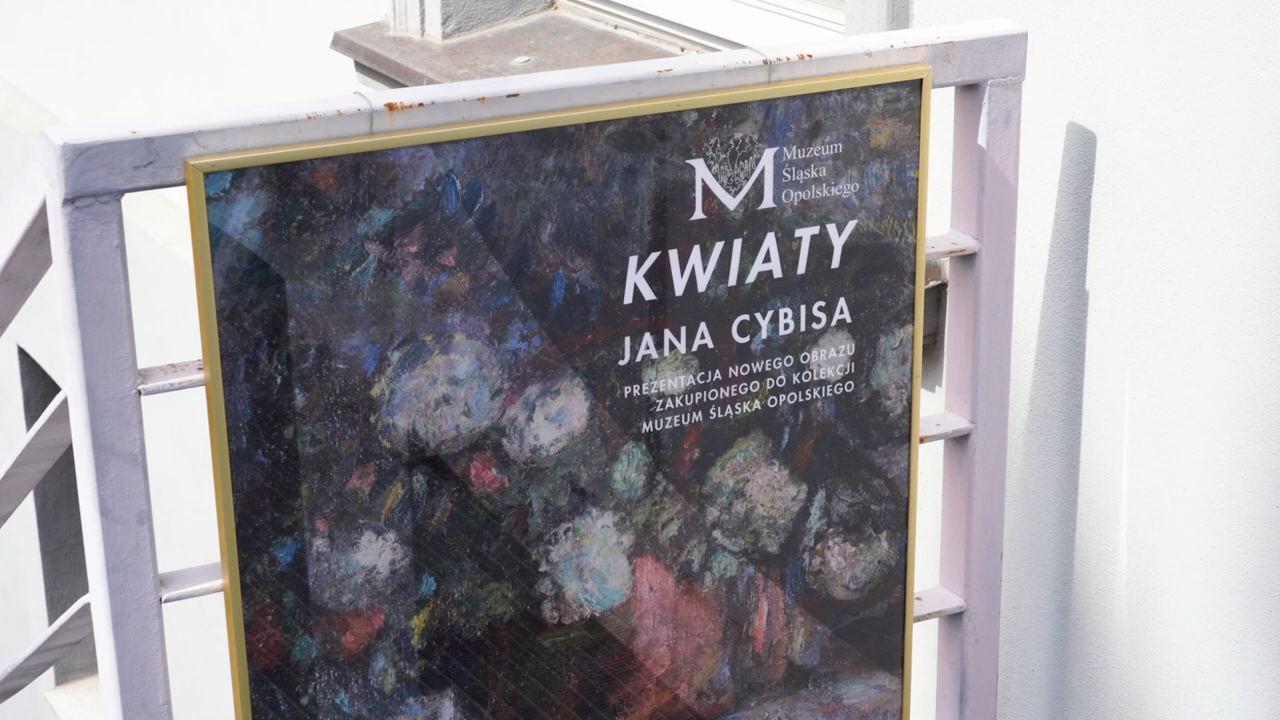 Muzeum
Śląska
Opolskiego
KWIATY
JANA CYBISA
PREZENTACJA NOWEGO OBRAZU
ZAKUPIONEGO DO KOLEKCJI
MUZEUM ŚLĄSKA OPOLSKIEGO